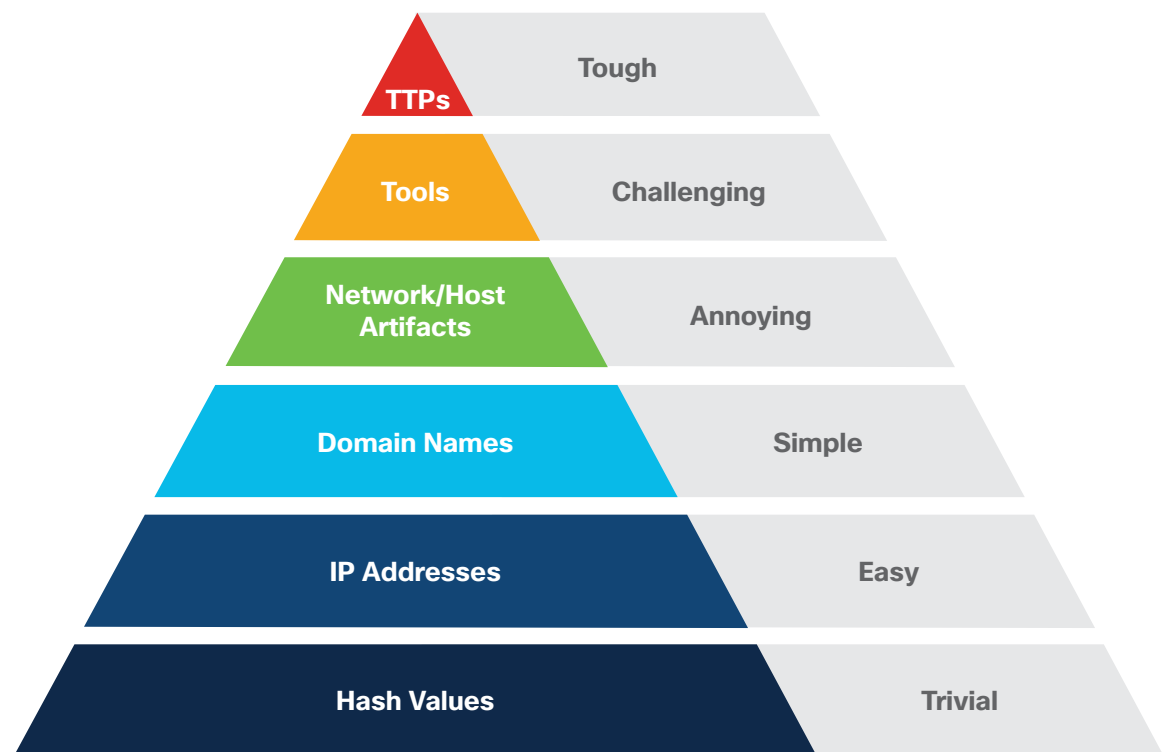 Tough
TTPs
Tools
Challenging
Network/Host
Artifacts
Annoying
Domain Names
Simple
IP Addresses
Easy
Hash Values
Trivial